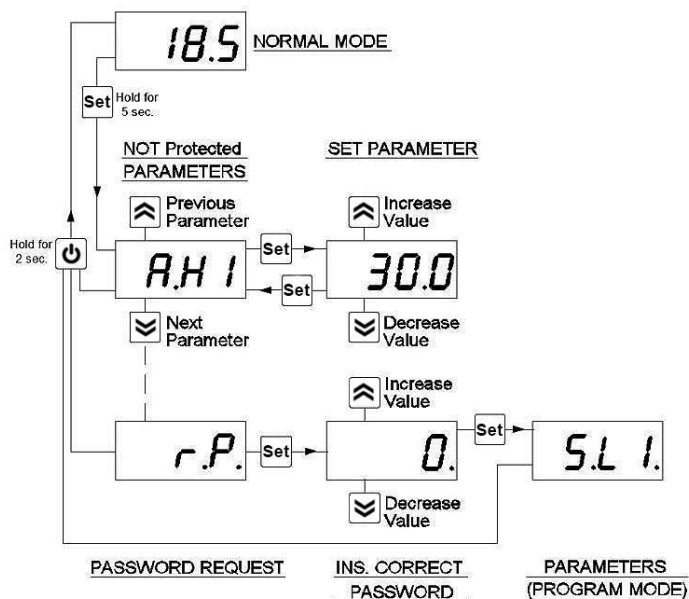 18.5 NORMAL MODE
Set Hold for
5 sec.
NOT Protected
PARAMETERS
SET PARAMETER
Previous
Parameter
Increase
Value
Hold for
2 sec.
A.H1
Set
30.0
Set
Next
Parameter
Decrease
Value
Increase
Value
r.P.
Set
0.
Set
S.L1.
Decrease
Value
PASSWORD REQUEST
INS. CORRECT
PASSWORD
PARAMETERS
(PROGRAM MODE)